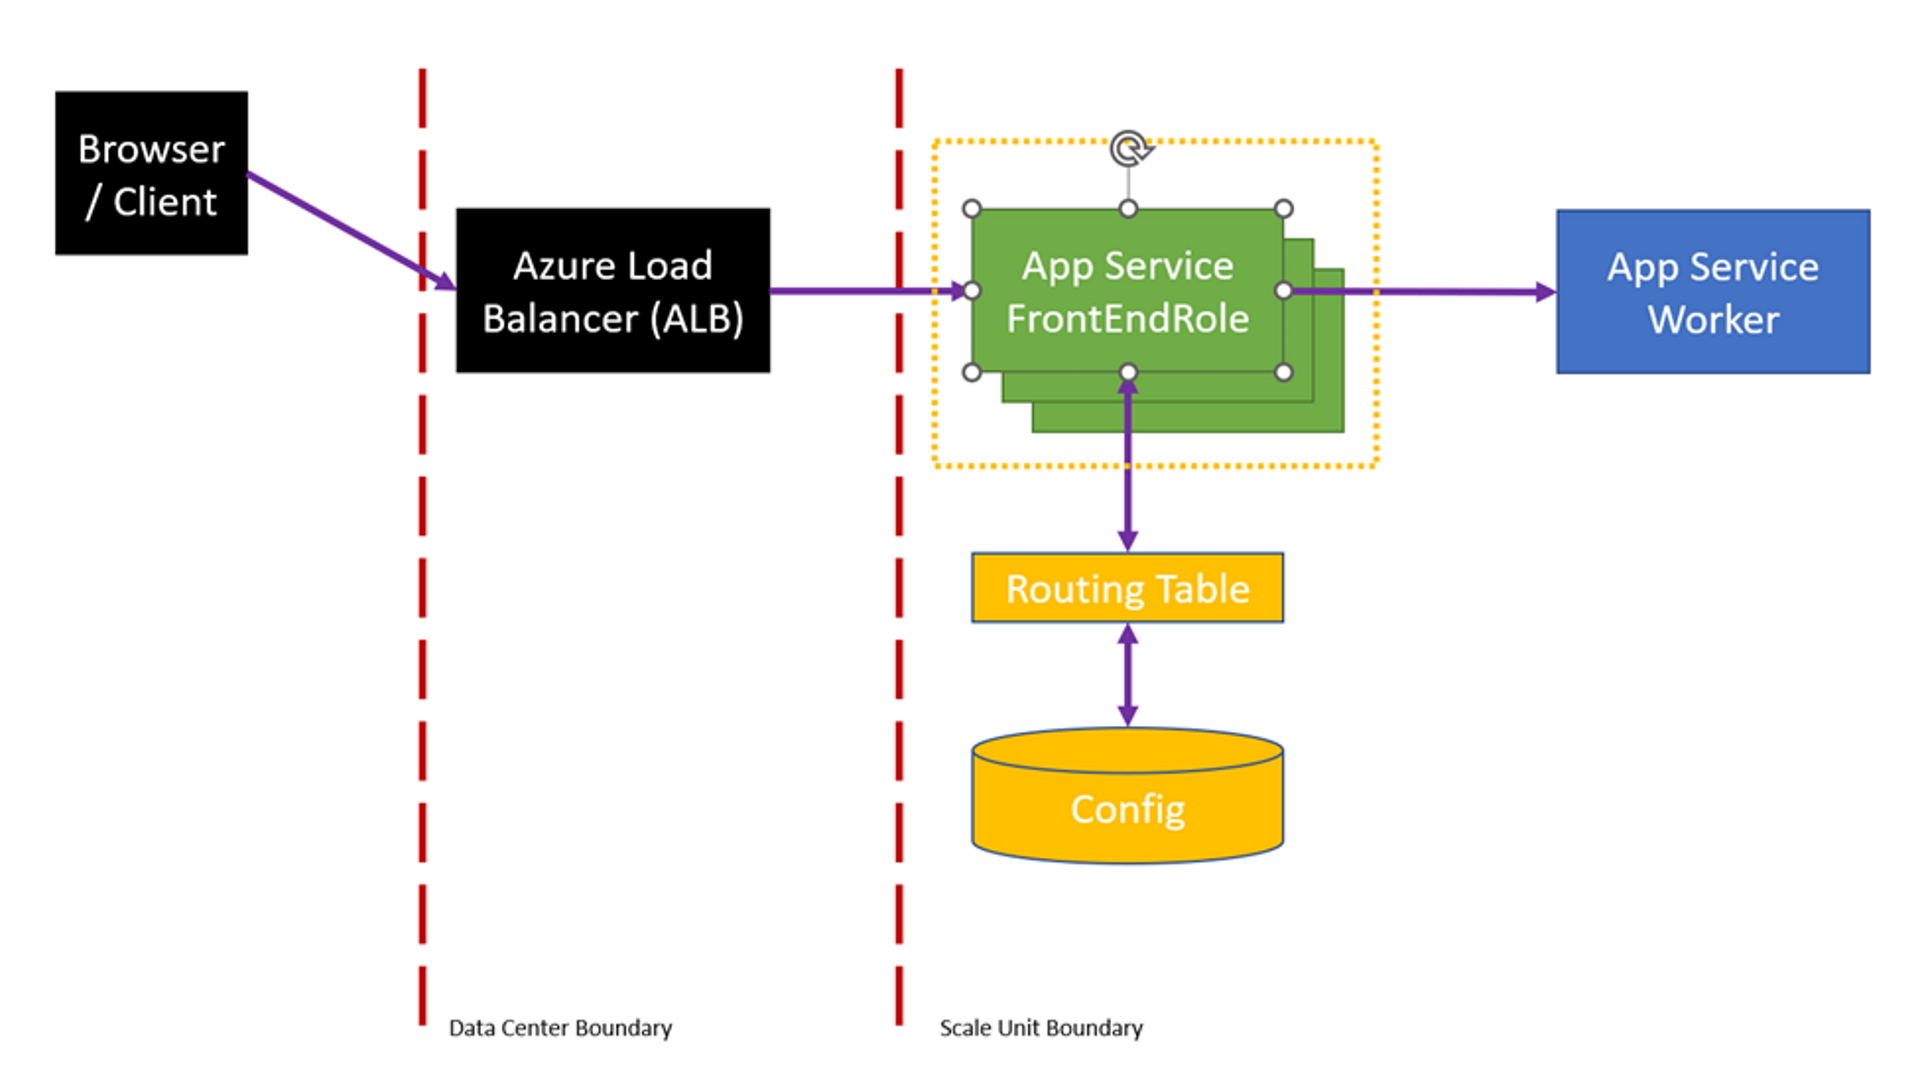 Browser
/ Client
Azure Load
Balancer (ALB)
App Service
FrontEndRole
App Service
Worker
Routing Table
Config
Data Center Boundary
Scale Unit Boundary